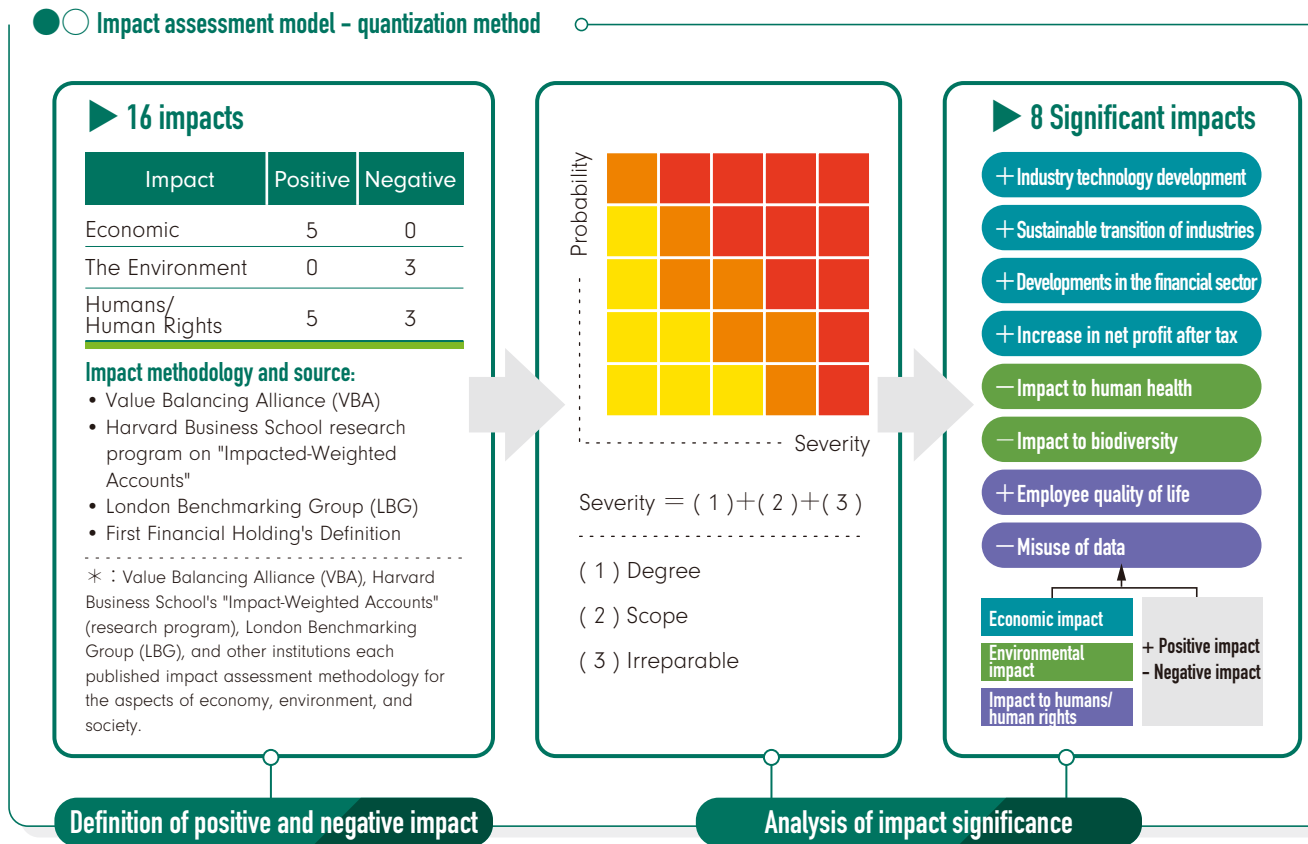 Impact assessment model – quantization method
16 impacts
Impact Positive Negative
Economic 5 0
The Environment 0 3
Humans/
Human Rights 5 3
Impact methodology and source:
• Value Balancing Alliance (VBA)
• Harvard Business School research
program on "Impacted-Weighted
Accounts"
• London Benchmarking Group (LBG)
• First Financial Holding's Definition
＊：Value Balancing Alliance (VBA), Harvard
Business School's "Impact-Weighted Accounts"
(research program), London Benchmarking
Group (LBG), and other institutions each
published impact assessment methodology for
the aspects of economy, environment, and
society.
Definition of positive and negative impact
Probability
Severity
Severity ＝ ( 1 )＋( 2 )＋( 3 )
( 1 ) Degree
( 2 ) Scope
( 3 ) Irreparable
8 Significant impacts
＋Industry technology development
＋Sustainable transition of industries
＋Developments in the financial sector
＋Increase in net profit after tax
－Impact to human health
－Impact to biodiversity
＋Employee quality of life
－Misuse of data
Economic impact
Environmental
impact
Impact to humans/
human rights
+ Positive impact
- Negative impact
Analysis of impact significance